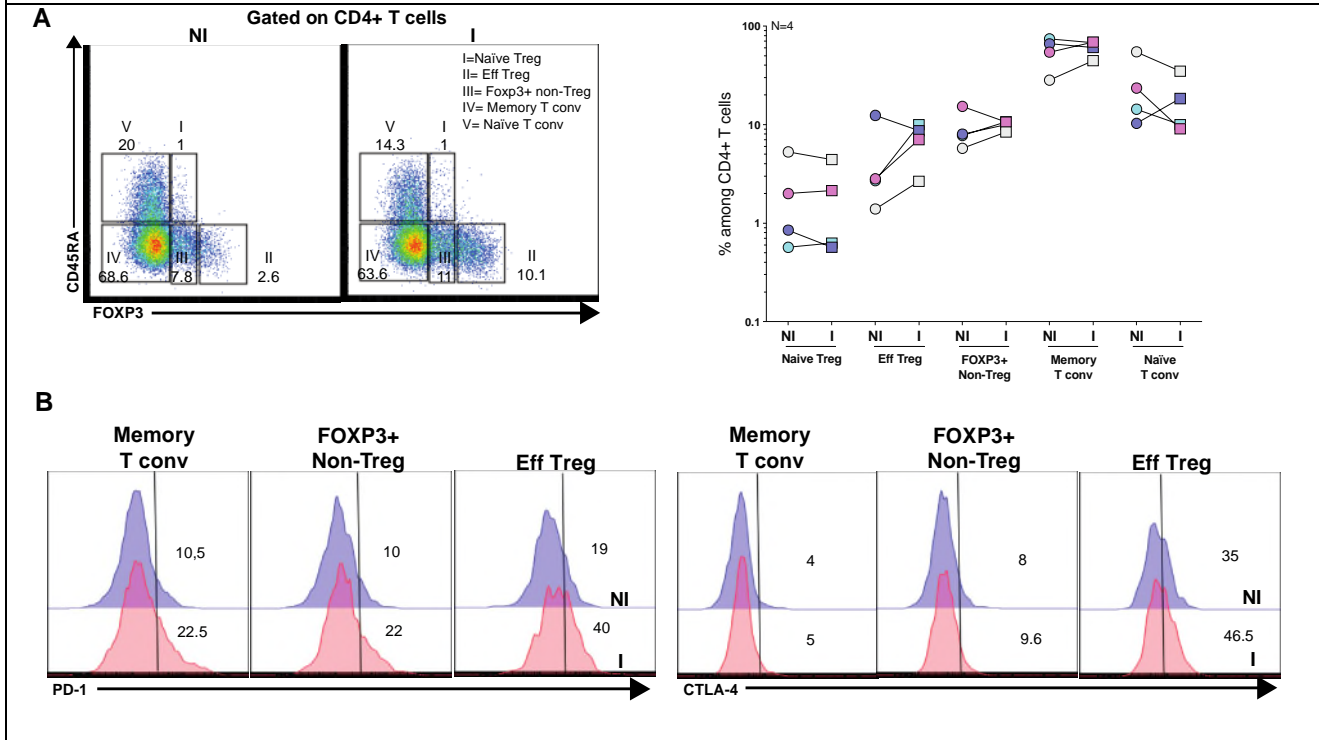 A
Gated on CD4+ T cells
NI
I
I=Naïve Treg
II= Eff Treg
III= Foxp3+ non-Treg
IV= Memory T conv
V= Naïve T conv
V
20
I
1
IV
68.6
III
7.8
II
2.6
V
14.3
I
1
IV
63.6
III
11
II
10.1
CD45RA
FOXP3
N=4
100
10
1
0.1
% among CD4+ T cells
NI I NI I NI I NI I NI I
Naive Treg
Eff Treg
FOXP3+
Non-Treg
Memory
T conv
Naïve
T conv
B
Memory
T conv
FOXP3+
Non-Treg
Eff Treg
10,5
10
19
NI
22.5
22
40
I
PD-1
Memory
T conv
FOXP3+
Non-Treg
Eff Treg
4
8
35
NI
5
9.6
46.5
I
CTLA-4